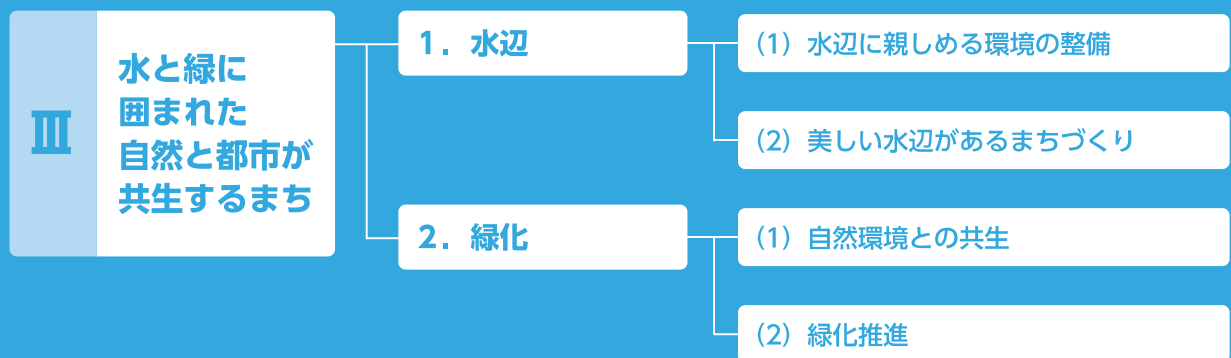 Ⅲ
水と緑に
囲まれた
自然と都市が
共生するまち
1．水辺
(1) 水辺に親しめる環境の整備
(2) 美しい水辺があるまちづくり
2．緑化
(1) 自然環境との共生
(2) 緑化推進